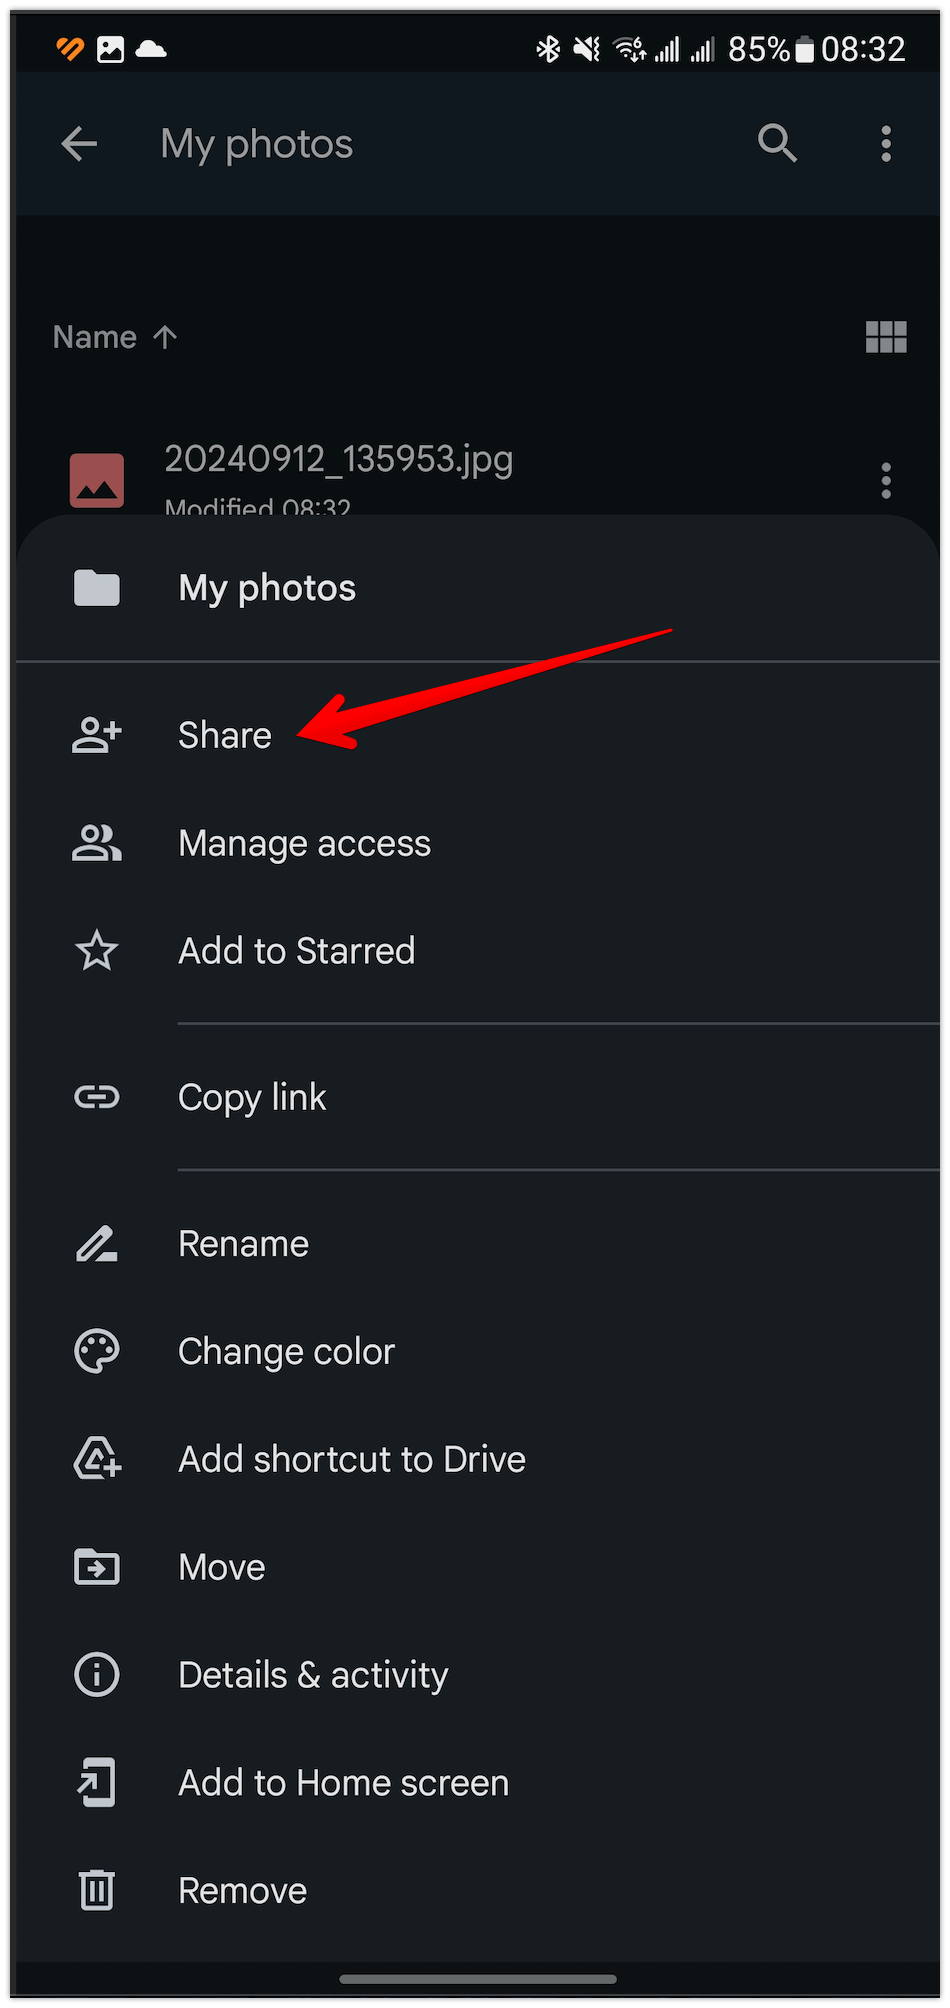 85% 08:32
My photos
Name
20240912_135953.jpg
Modified 08:32
My photos
Share
Manage access
Add to Starred
Copy link
Rename
Change color
Add shortcut to Drive
Move
Details & activity
Add to Home screen
Remove